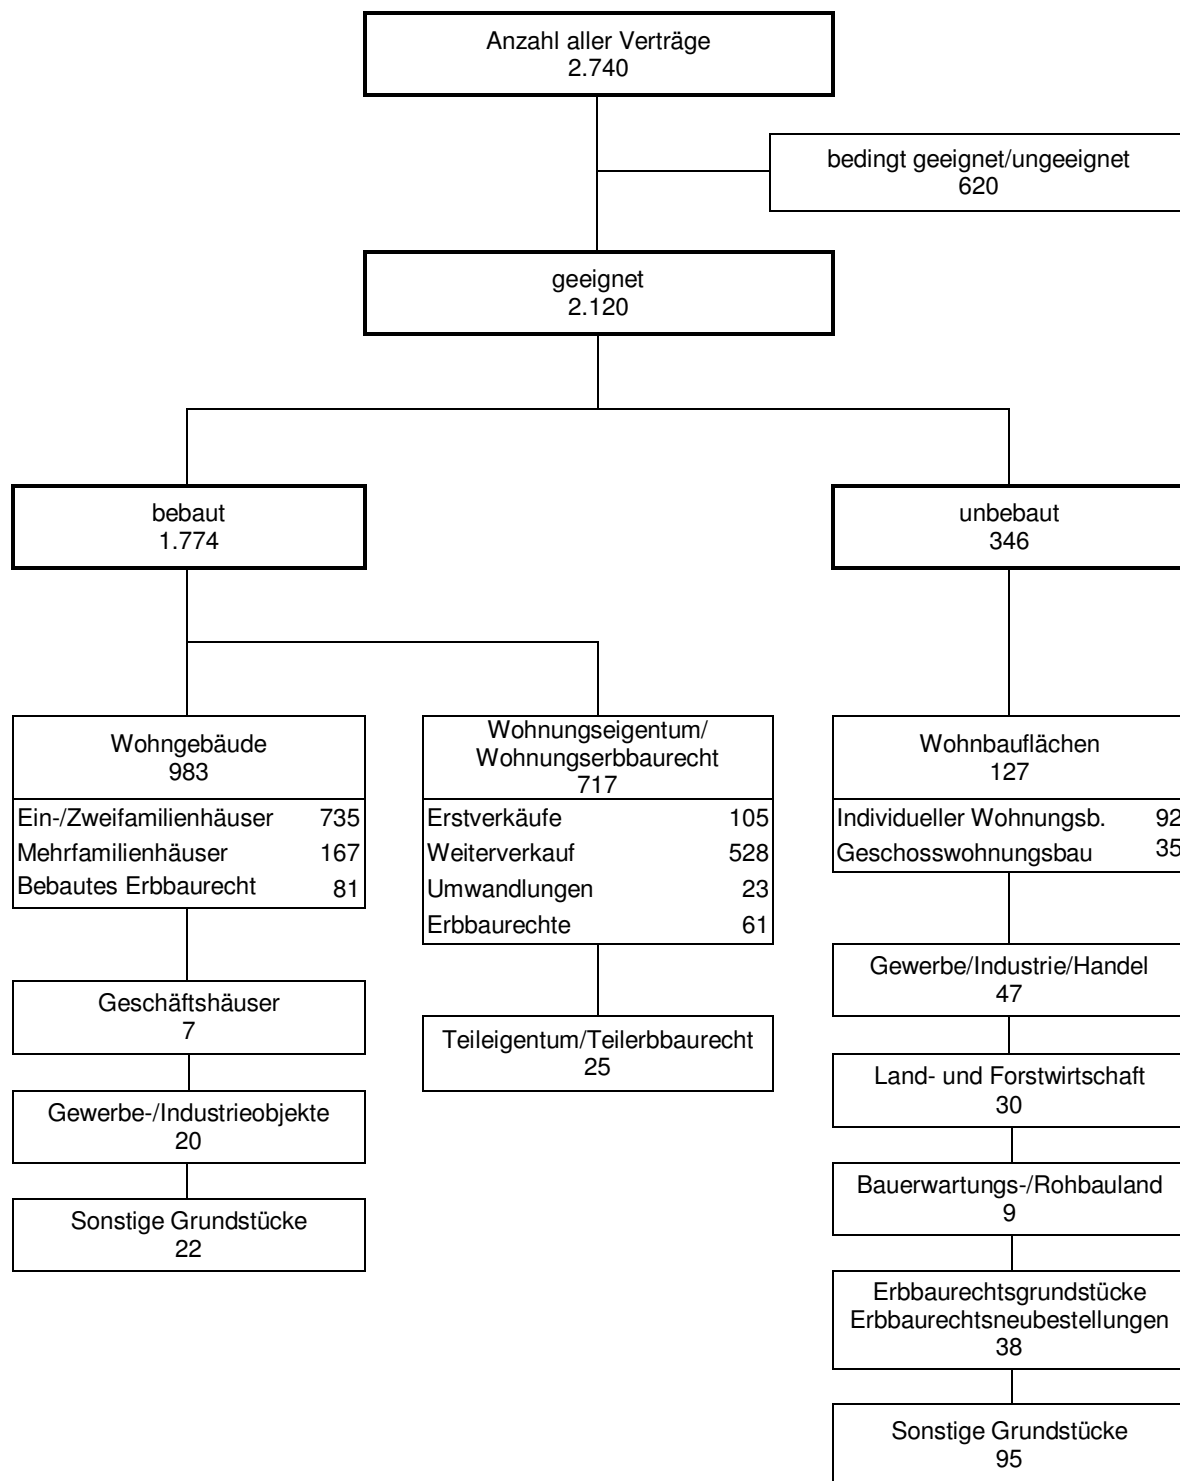 Anzahl aller Verträge
2.740
bedingt geeignet/ungeeignet
620
geeignet
2.120
bebaut
1.774
unbebaut
346
Wohngebäude
983
Ein-/Zweifamilienhäuser 735
Mehrfamilienhäuser 167
Bebautes Erbbaurecht 81
Wohnungseigentum/
Wohnungserbbaurecht
717
Erstverkäufe 105
Weiterverkauf 528
Umwandlungen 23
Erbbaurechte 61
Wohnbauflächen
127
Individueller Wohnungsb. 92
Geschosswohnungsbau 35
Geschäftshäuser
7
Gewerbe-/Industrieobjekte
20
Sonstige Grundstücke
22
Teileigentum/Teilerbbaurecht
25
Gewerbe/Industrie/Handel
47
Land- und Forstwirtschaft
30
Bauerwartungs-/Rohbauland
9
Erbbaurechtsgrundstücke
Erbbaurechtsneubestellungen
38
Sonstige Grundstücke
95